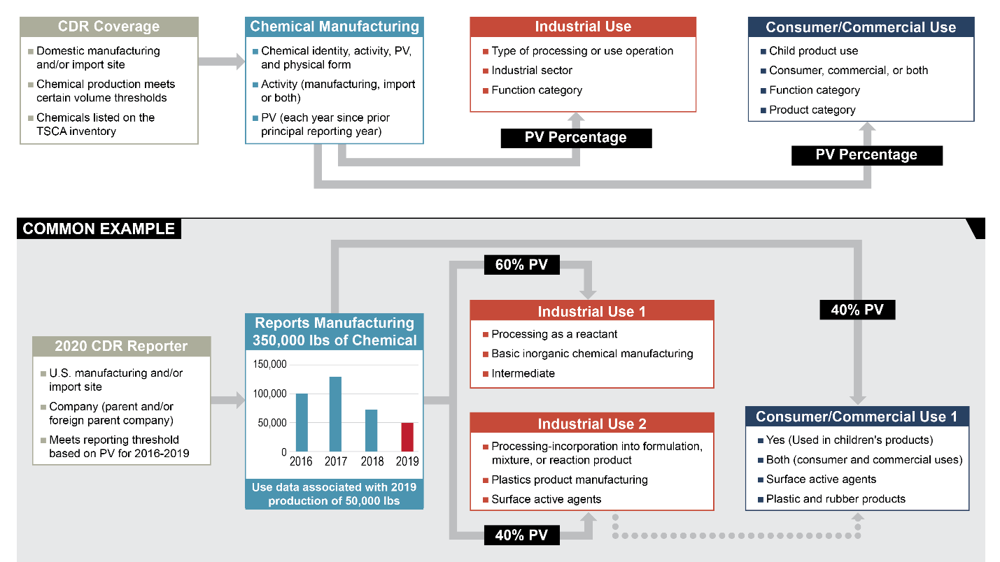 CDR Coverage
Domestic manufacturing
and/or import site
Chemical production meets
certain volume thresholds
Chemicals listed on the
TSCA inventory
Chemical Manufacturing
Chemical identity, activity, PV,
and physical form
Activity (manufacturing, import
or both)
PV (each year since prior
principal reporting year)
Industrial Use
Type of processing or use operation
Industrial sector
Function category
PV Percentage
Consumer/Commercial Use
Child product use
Consumer, commercial, or both
Function category
Product category
PV Percentage
COMMON EXAMPLE
2020 CDR Reporter
U.S. manufacturing and/or
import site
Company (parent and/or
foreign parent company)
Meets reporting threshold
based on PV for 2016-2019
Reports Manufacturing
350,000 lbs of Chemical
150,000
100,000
50,000
0
2016 2017 2018 2019
Use data associated with 2019
production of 50,000 lbs
60% PV
Industrial Use 1
Processing as a reactant
Basic inorganic chemical manufacturing
Intermediate
Industrial Use 2
Processing-incorporation into formulation,
mixture, or reaction product
Plastics product manufacturing
Surface active agents
40% PV
40% PV
Consumer/Commercial Use 1
Yes (Used in children's products)
Both (consumer and commercial uses)
Surface active agents
Plastic and rubber products